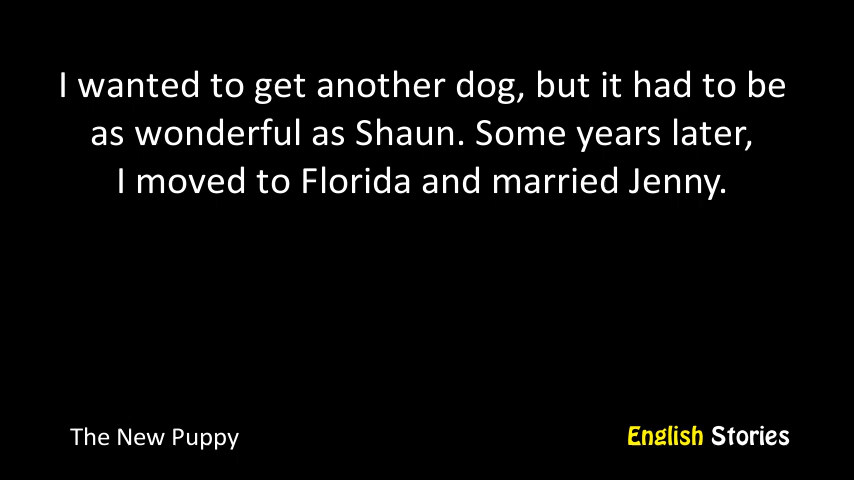 I wanted to get another dog, but it had to be
as wonderful as Shaun. Some years later,
I moved to Florida and married Jenny.
The New Puppy
English Stories